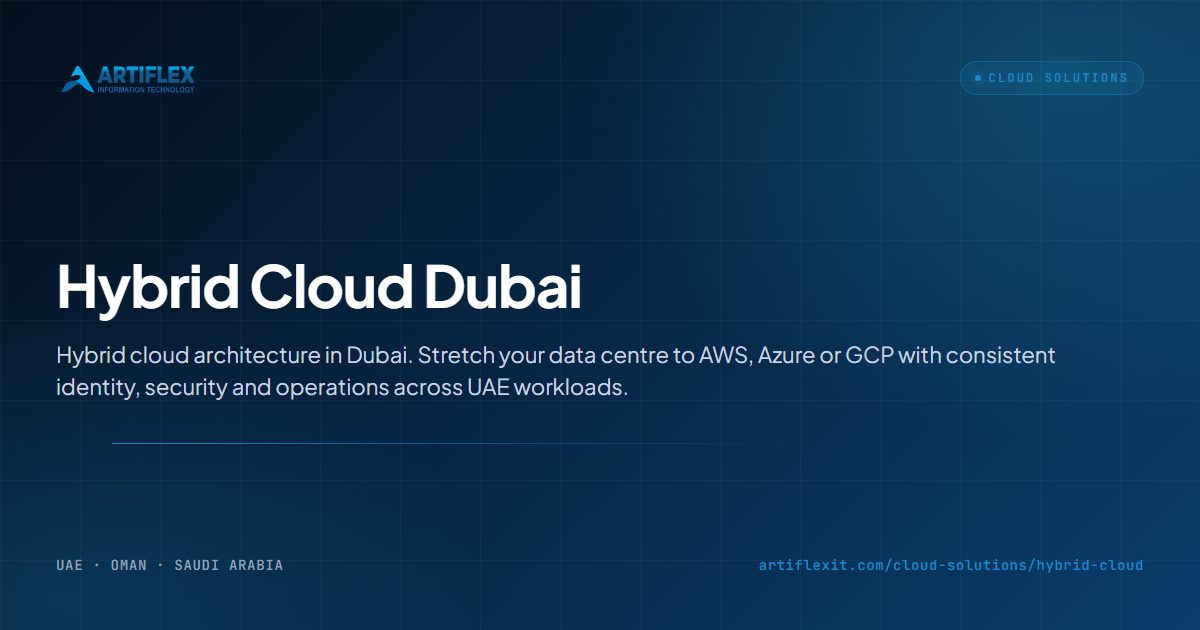 ARTIFLEX
INFORMATION TECHNOLOGY
CLOUD SOLUTIONS
Hybrid Cloud Dubai
Hybrid cloud architecture in Dubai. Stretch your data centre to AWS, Azure or GCP with consistent
identity, security and operations across UAE workloads.
UAE · OMAN · SAUDI ARABIA
artiflexit.com/cloud-solutions/hybrid-cloud